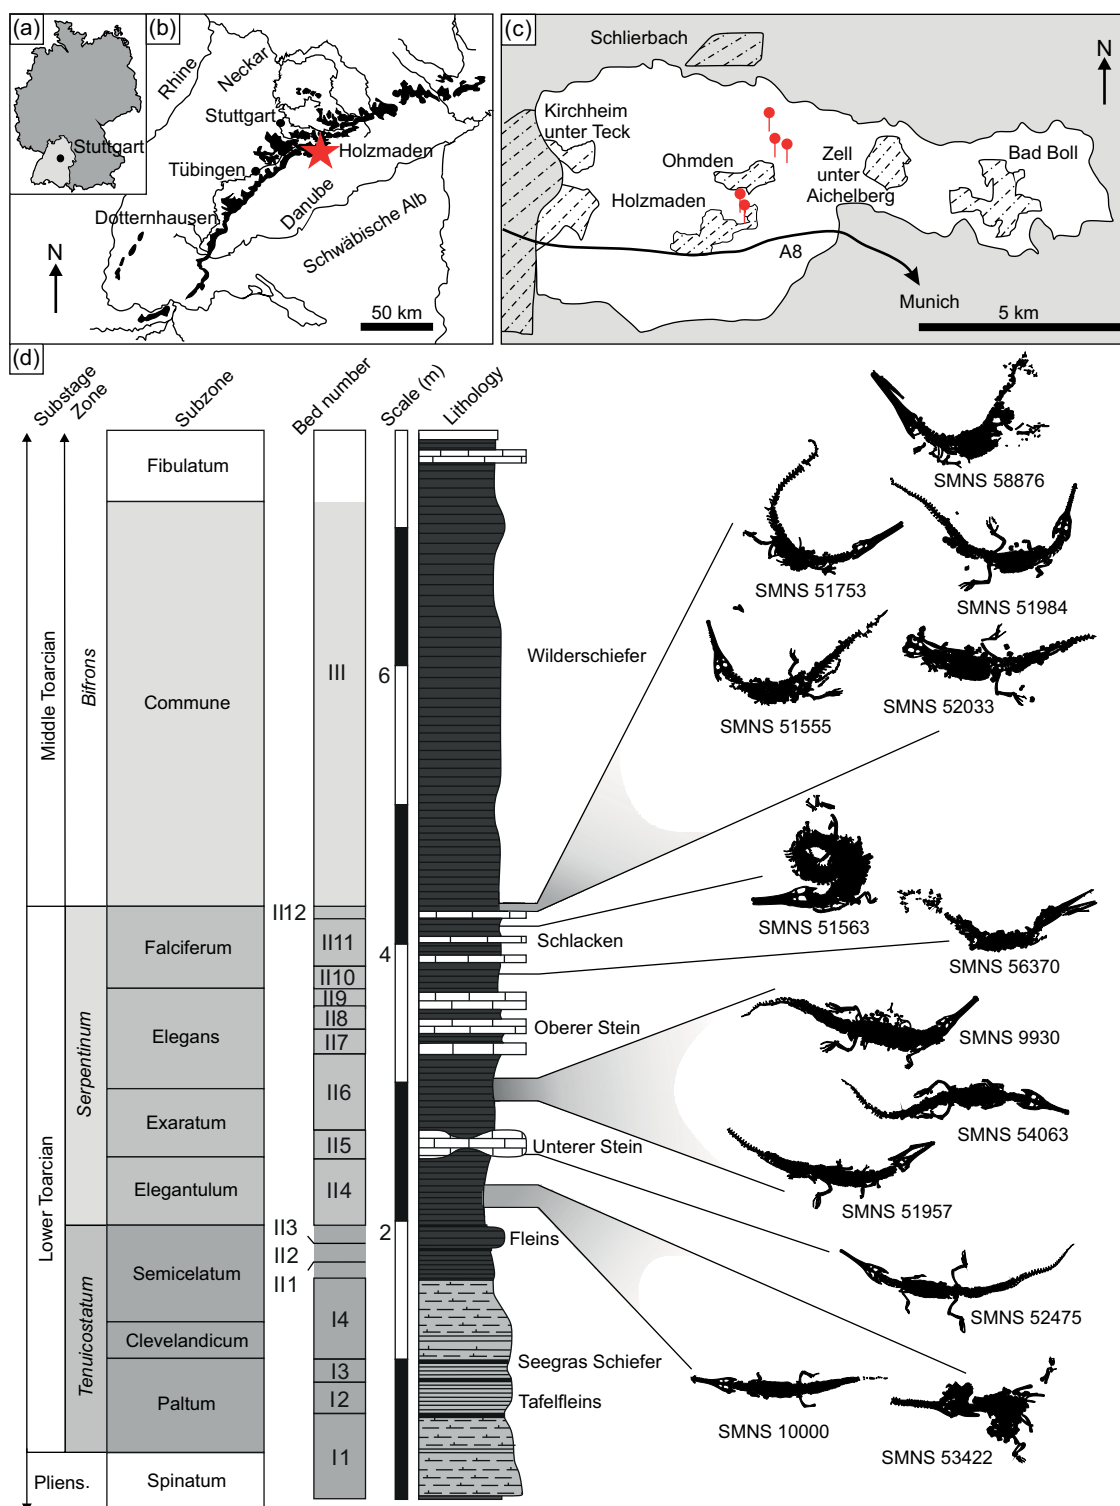 (a)
Stuttgart
(b)
Rhine
Neckar
Stuttgart
Holzmaden
Tübingen
Danube
Dotternhausen
Schwäbische Alb
N
50 km
(c)
Schlierbach
N
Kirchheim
unter Teck
Ohmden
Zell
unter
Aichelberg
Bad Boll
Holzmaden
A8
Munich
5 km
(d)
Substage
Zone
Subzone
Bed number
Scale (m)
Lithology
Middle Toarcian
Lower Toarcian
Pliens.
Bifrons
Serpentinum
Tenuicostatum
Fibulatum
Commune
Falciferum
Elegans
Exaratum
Elegantulum
Semicelatum
Clevelandicum
Paltum
Spinatum
III
II12
II11
II10
II9
II8
II7
II6
II5
II4
II3
II2
II1
I4
I3
I2
I1
6
4
2
Wilderschiefer
Schlacken
Oberer Stein
Unterer Stein
Fleins
Seegras Schiefer
Tafelfleins
SMNS 58876
SMNS 51753
SMNS 51984
SMNS 51555
SMNS 52033
SMNS 51563
SMNS 56370
SMNS 9930
SMNS 54063
SMNS 51957
SMNS 52475
SMNS 10000
SMNS 53422